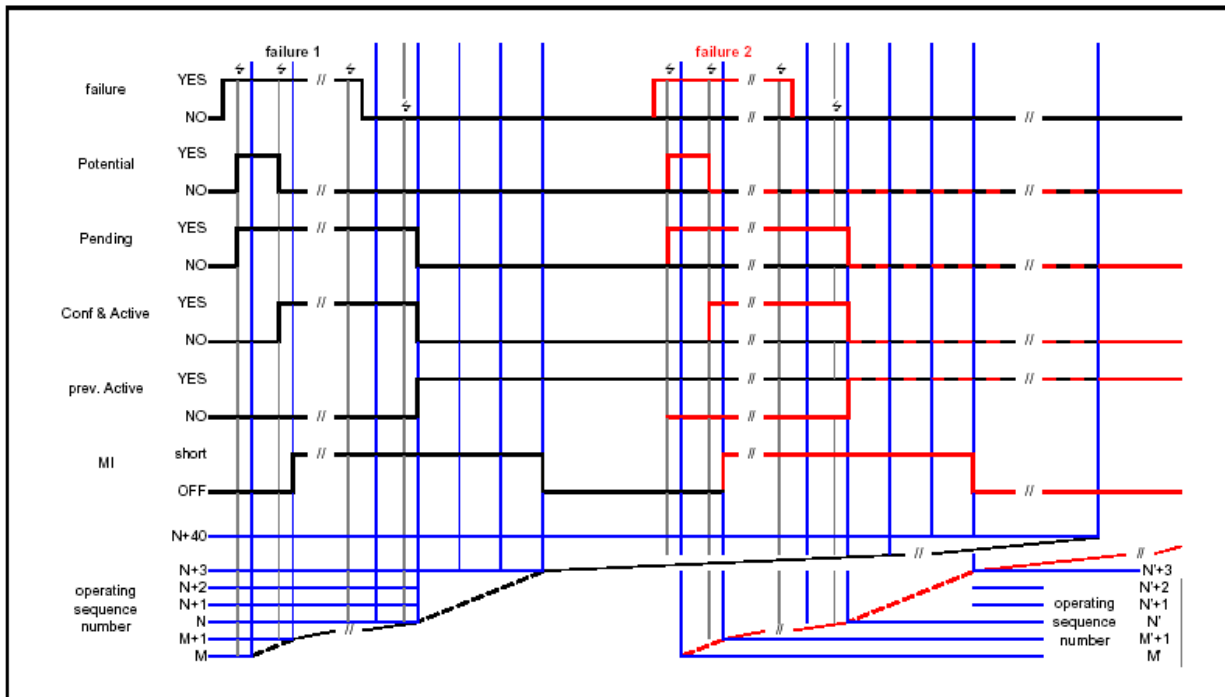 failure 1
failure 2
failure
YES
NO
//
//
//
Potential
YES
NO
//
//
//
Pending
YES
NO
//
//
//
Conf & Active
YES
NO
//
//
//
prev. Active
YES
NO
//
//
//
MI
short
OFF
//
//
//
N+40
N+3
N+2
N+1
N
M+1
M
operating
sequence
number
//
//
//
//
operating
sequence
number
N'+3
N'+2
N'+1
N'
M'+1
M'